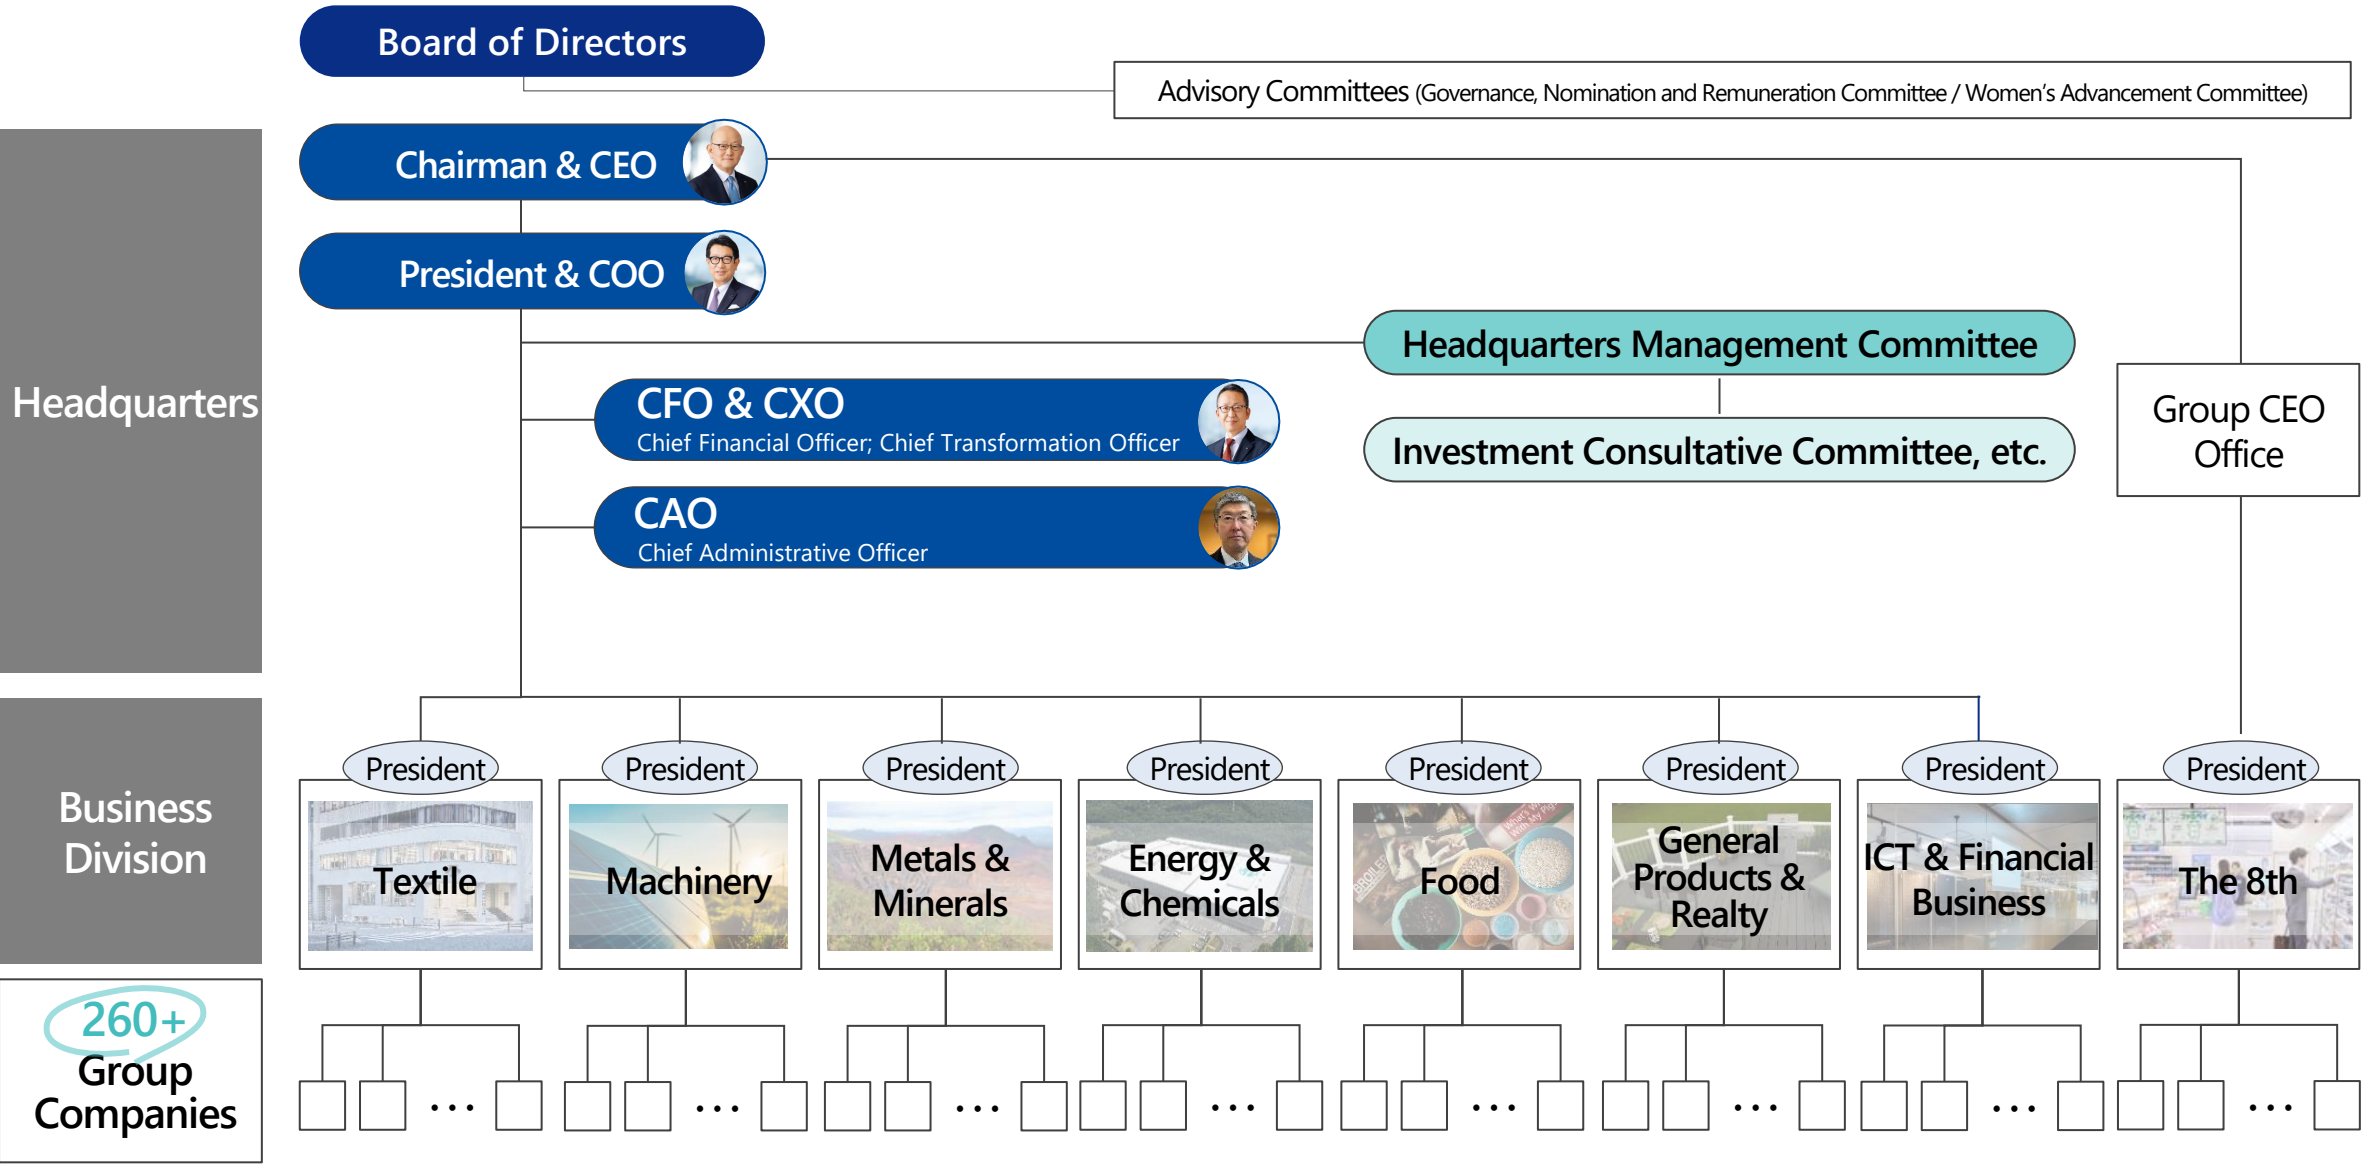 Board of Directors
Advisory Committees (Governance, Nomination and Remuneration Committee / Women's Advancement Committee)
Chairman & CEO
President & COO
Headquarters
Headquarters Management Committee
Investment Consultative Committee, etc.
CFO & CXO
Chief Financial Officer; Chief Transformation Officer
CAO
Chief Administrative Officer
Group CEO
Office
Business
Division
President
Textile
President
Machinery
President
Metals &
Minerals
President
Energy &
Chemicals
President
Food
President
General
Products &
Realty
President
ICT & Financial
Business
President
The 8th
260+
Group
Companies
...
...
...
...
...
...
...
...